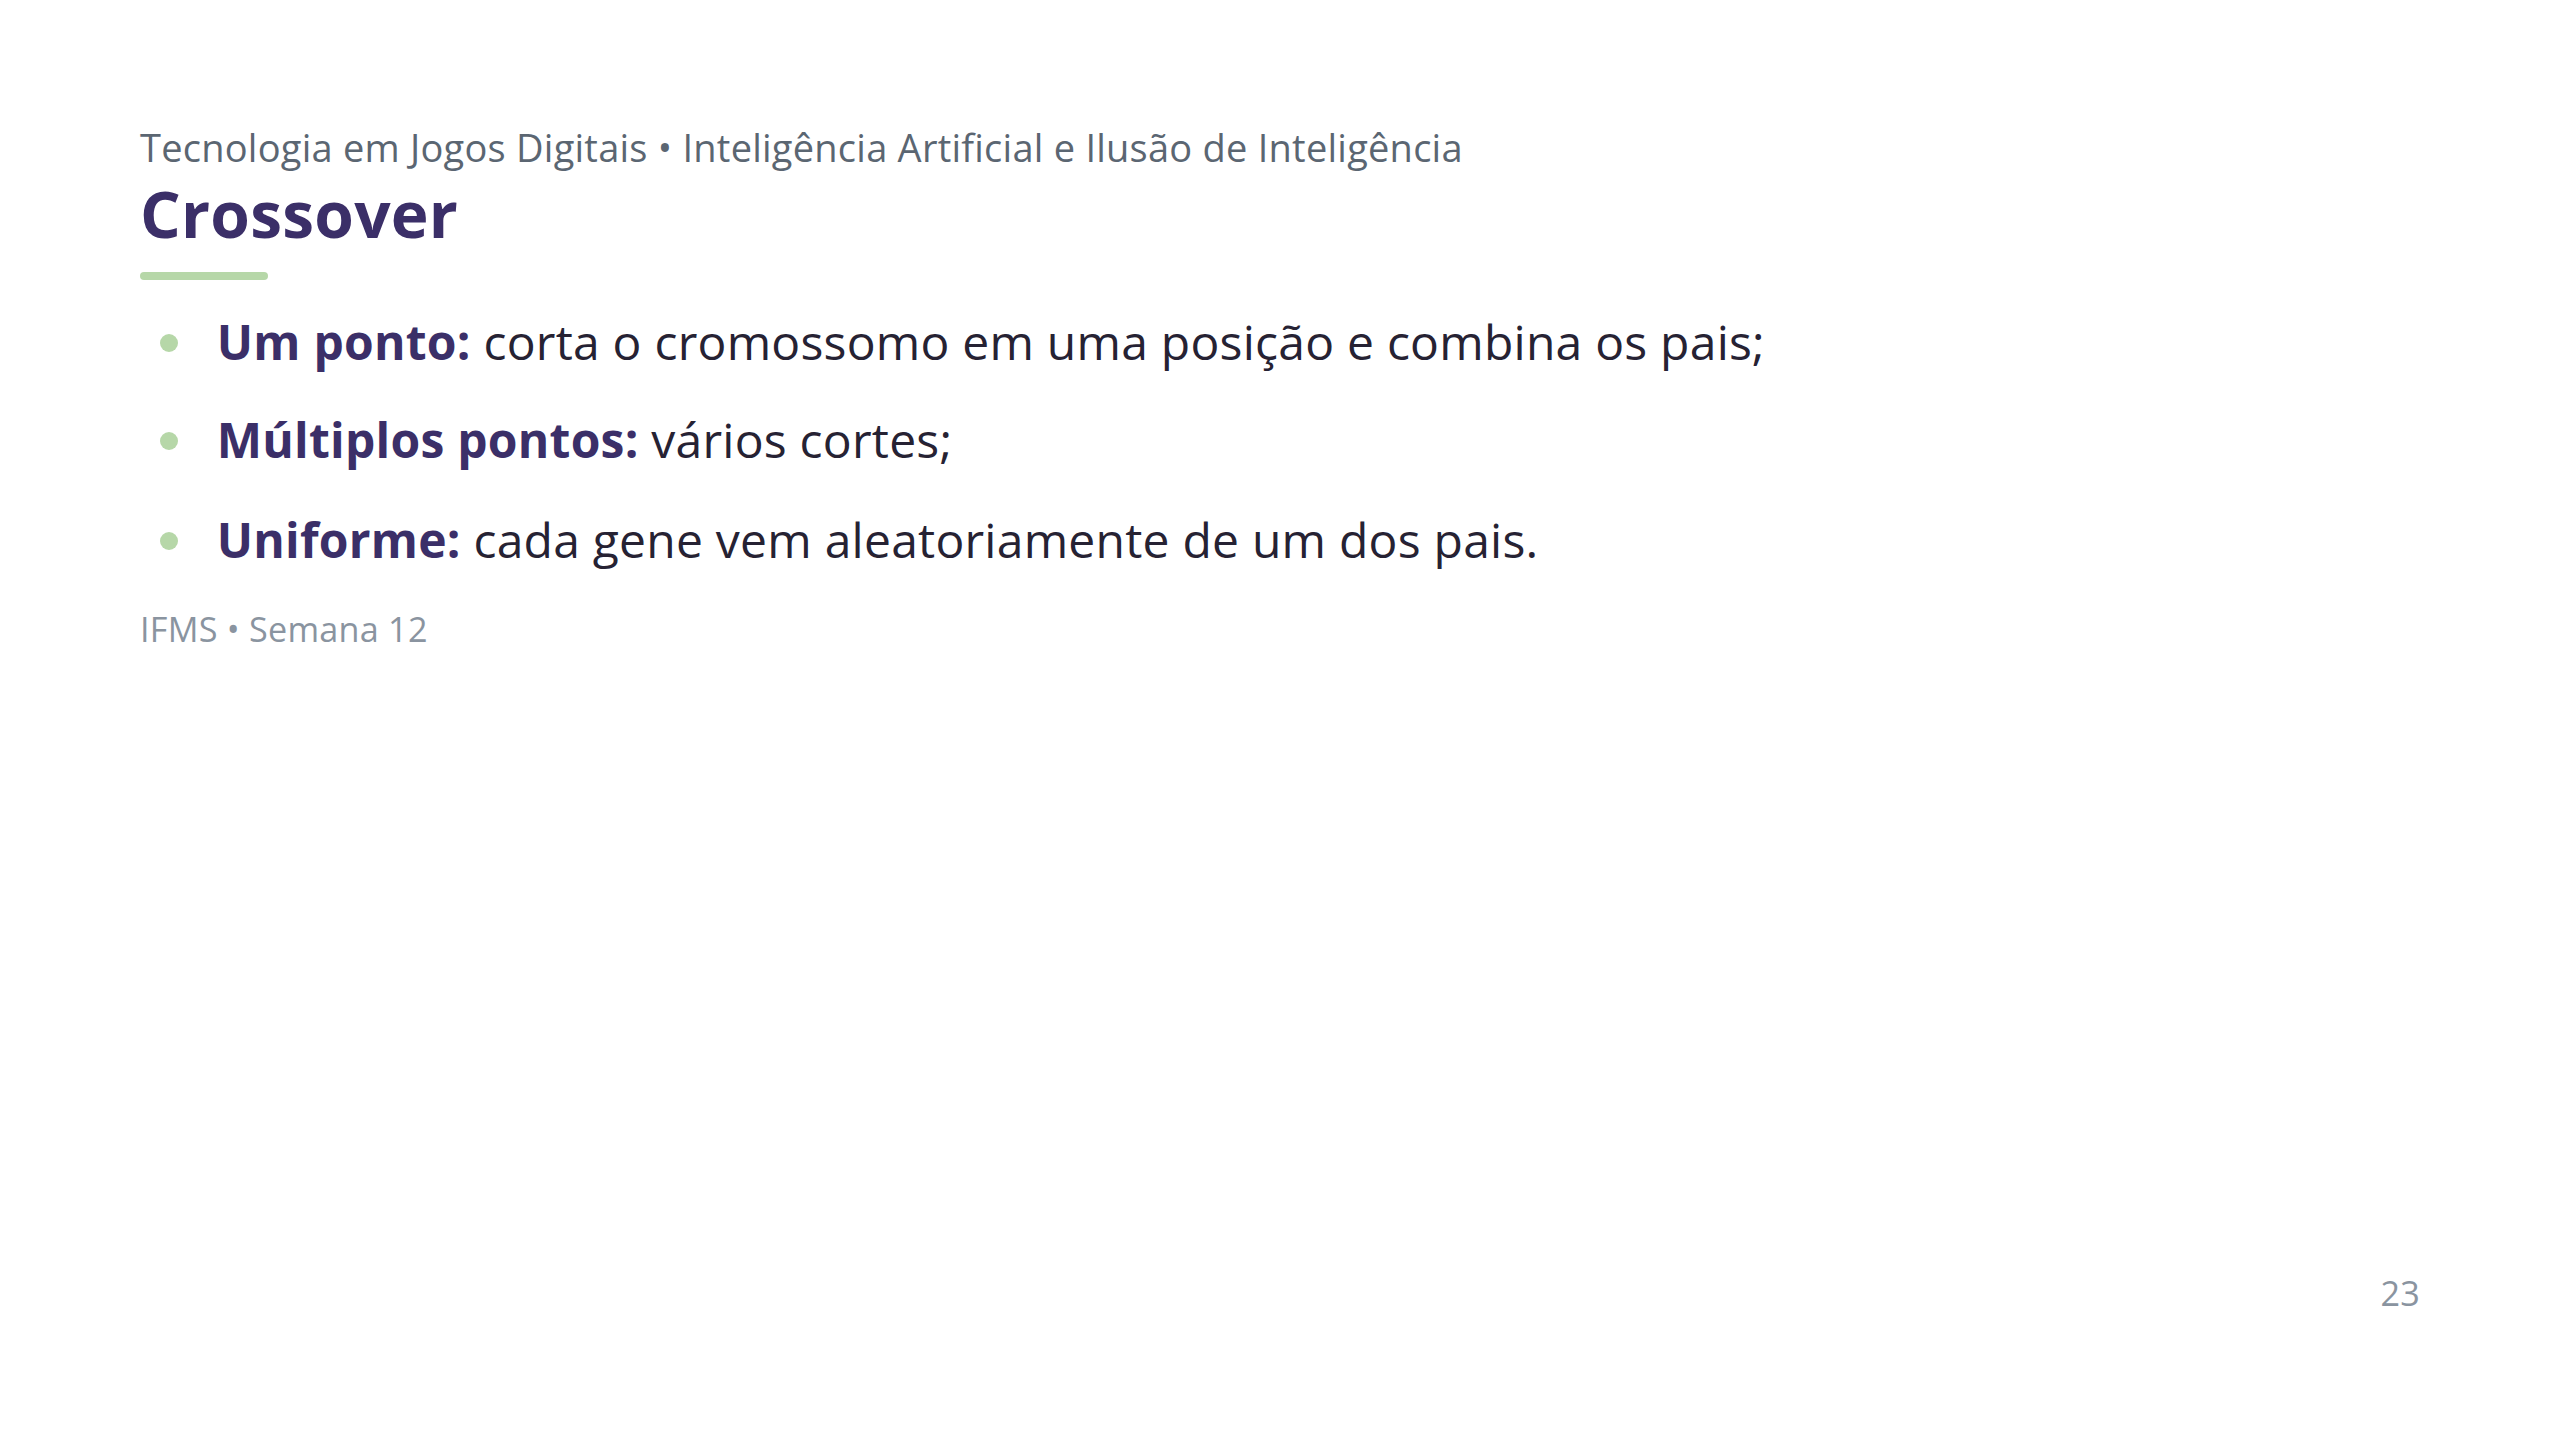 Tecnologia em Jogos Digitais • Inteligência Artificial e Ilusão de Inteligência
Crossover
• Um ponto: corta o cromossomo em uma posição e combina os pais;
• Múltiplos pontos: vários cortes;
• Uniforme: cada gene vem aleatoriamente de um dos pais.
IFMS • Semana 12
23